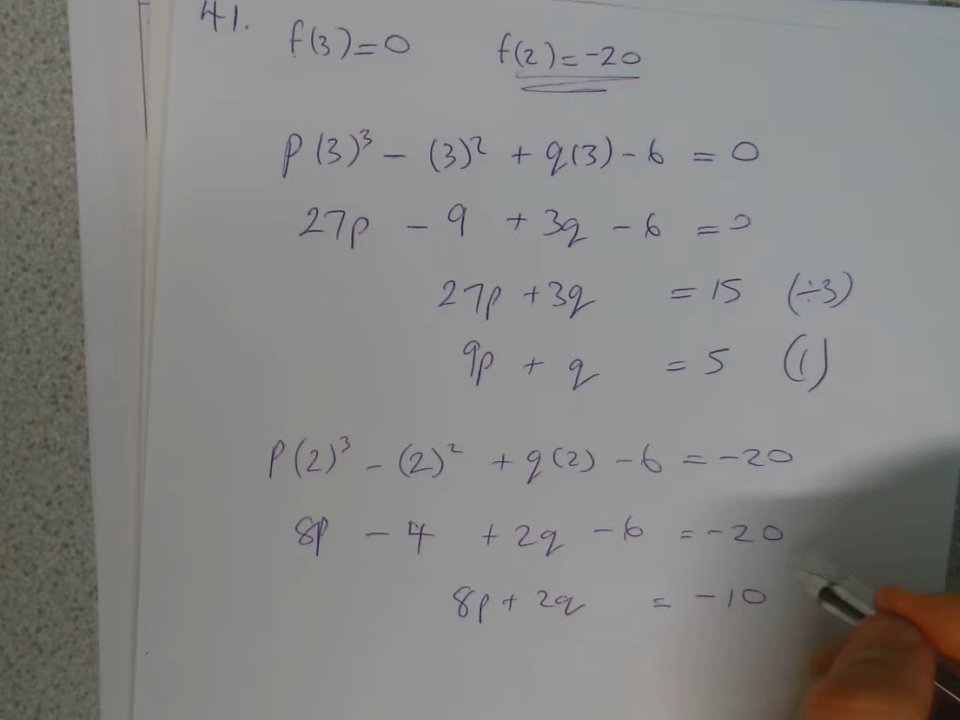 41. f(3)=0 f(2)=-20
P(3)³ - (3)² + q(3) - 6 = 0
27p - 9 + 3q - 6 = 0
27p + 3q = 15 (÷3)
9p + q = 5 (1)
P(2)³ - (2)² + q(2) - 6 = -20
8p - 4 + 2q - 6 = -20
8p + 2q = -10